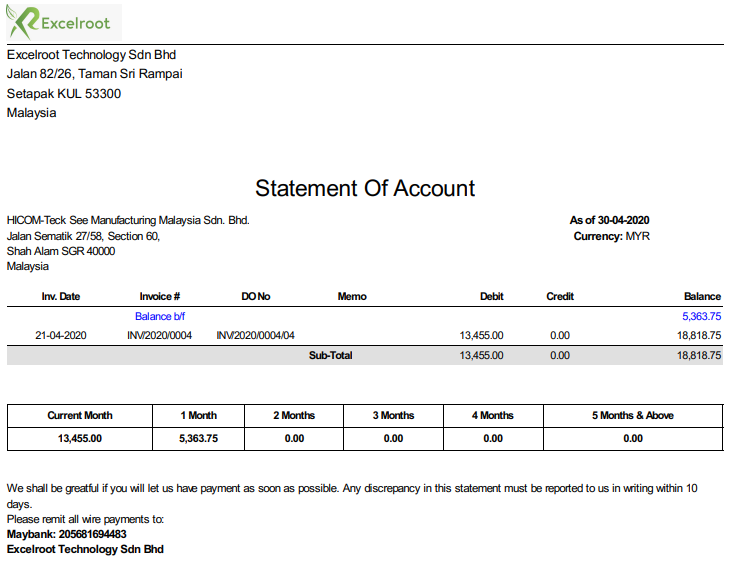 Excelroot
Excelroot Technology Sdn Bhd
Jalan 82/26, Taman Sri Rampai
Setapak KUL 53300
Malaysia
Statement Of Account
HICOM-Teck See Manufacturing Malaysia Sdn. Bhd.
As of 30-04-2020
Jalan Sematik 27/58, Section 60,
Currency: MYR
Shah Alam SGR 40000
Malaysia
Inv. Date Invoice # DO No Memo Debit Credit Balance
Balance b/f 5,363.75
21-04-2020 INV/2020/0004 INV/2020/0004/04 13,455.00 0.00 18,818.75
Sub-Total 13,455.00 0.00 18,818.75
Current Month 1 Month 2 Months 3 Months 4 Months 5 Months & Above
13,455.00 5,363.75 0.00 0.00 0.00 0.00
We shall be greatful if you will let us have payment as soon as possible. Any discrepancy in this statement must be reported to us in writing within 10
days.
Please remit all wire payments to:
Maybank: 205681694483
Excelroot Technology Sdn Bhd